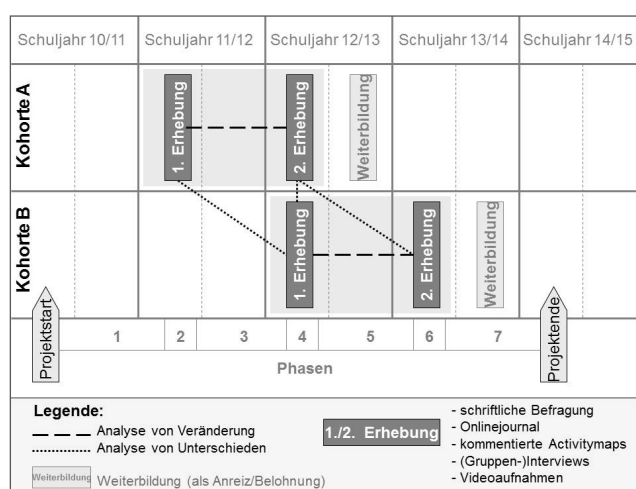 Schuljahr 10/11 Schuljahr 11/12 Schuljahr 12/13 Schuljahr 13/14 Schuljahr 14/15
Kohorte A
1. Erhebung
2. Erhebung
Weiterbildung
Kohorte B
1. Erhebung
2. Erhebung
Weiterbildung
Projektstart
Projektende
1 2 3 4 5 6 7
Phasen
Legende:
Analyse von Veränderung
Analyse von Unterschieden
Weiterbildung Weiterbildung (als Anreiz/Belohnung)
1./2. Erhebung
- schriftliche Befragung
- Onlinejournal
- kommentierte Activitymaps
- (Gruppen-)Interviews
- Videoaufnahmen